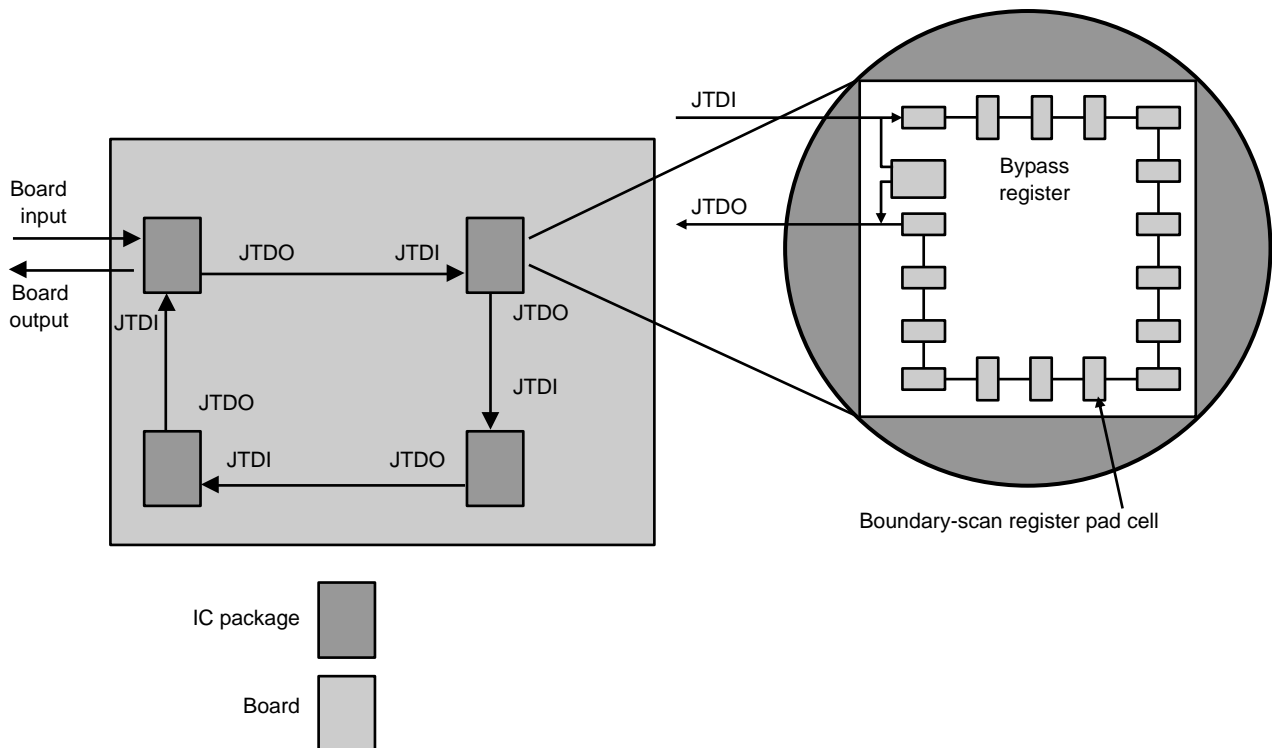 JTDI
Bypass
register
JTDO
Board
input
Board
output
JTDO
JTDI
JTDI
JTDO
JTDI
JTDO
JTDI
JTDO
Boundary-scan register pad cell
IC package
Board